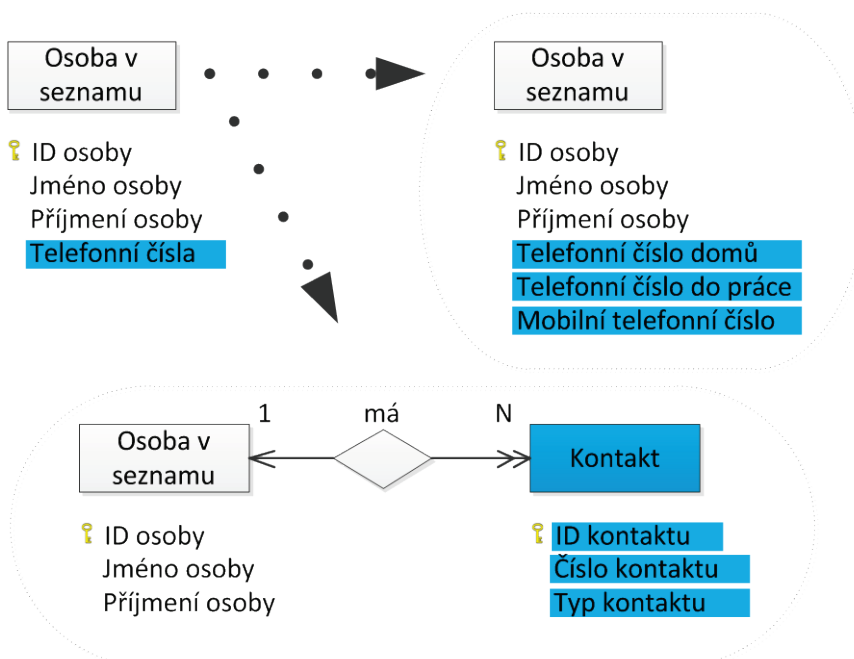 Osoba v
seznamu
ID osoby
Jméno osoby
Příjmení osoby
Telefonní čísla
Osoba v
seznamu
ID osoby
Jméno osoby
Příjmení osoby
Telefonní číslo domů
Telefonní číslo do práce
Mobilní telefonní číslo
1 má N
Osoba v
seznamu
Kontakt
ID osoby
Jméno osoby
Příjmení osoby
ID kontaktu
Číslo kontaktu
Typ kontaktu